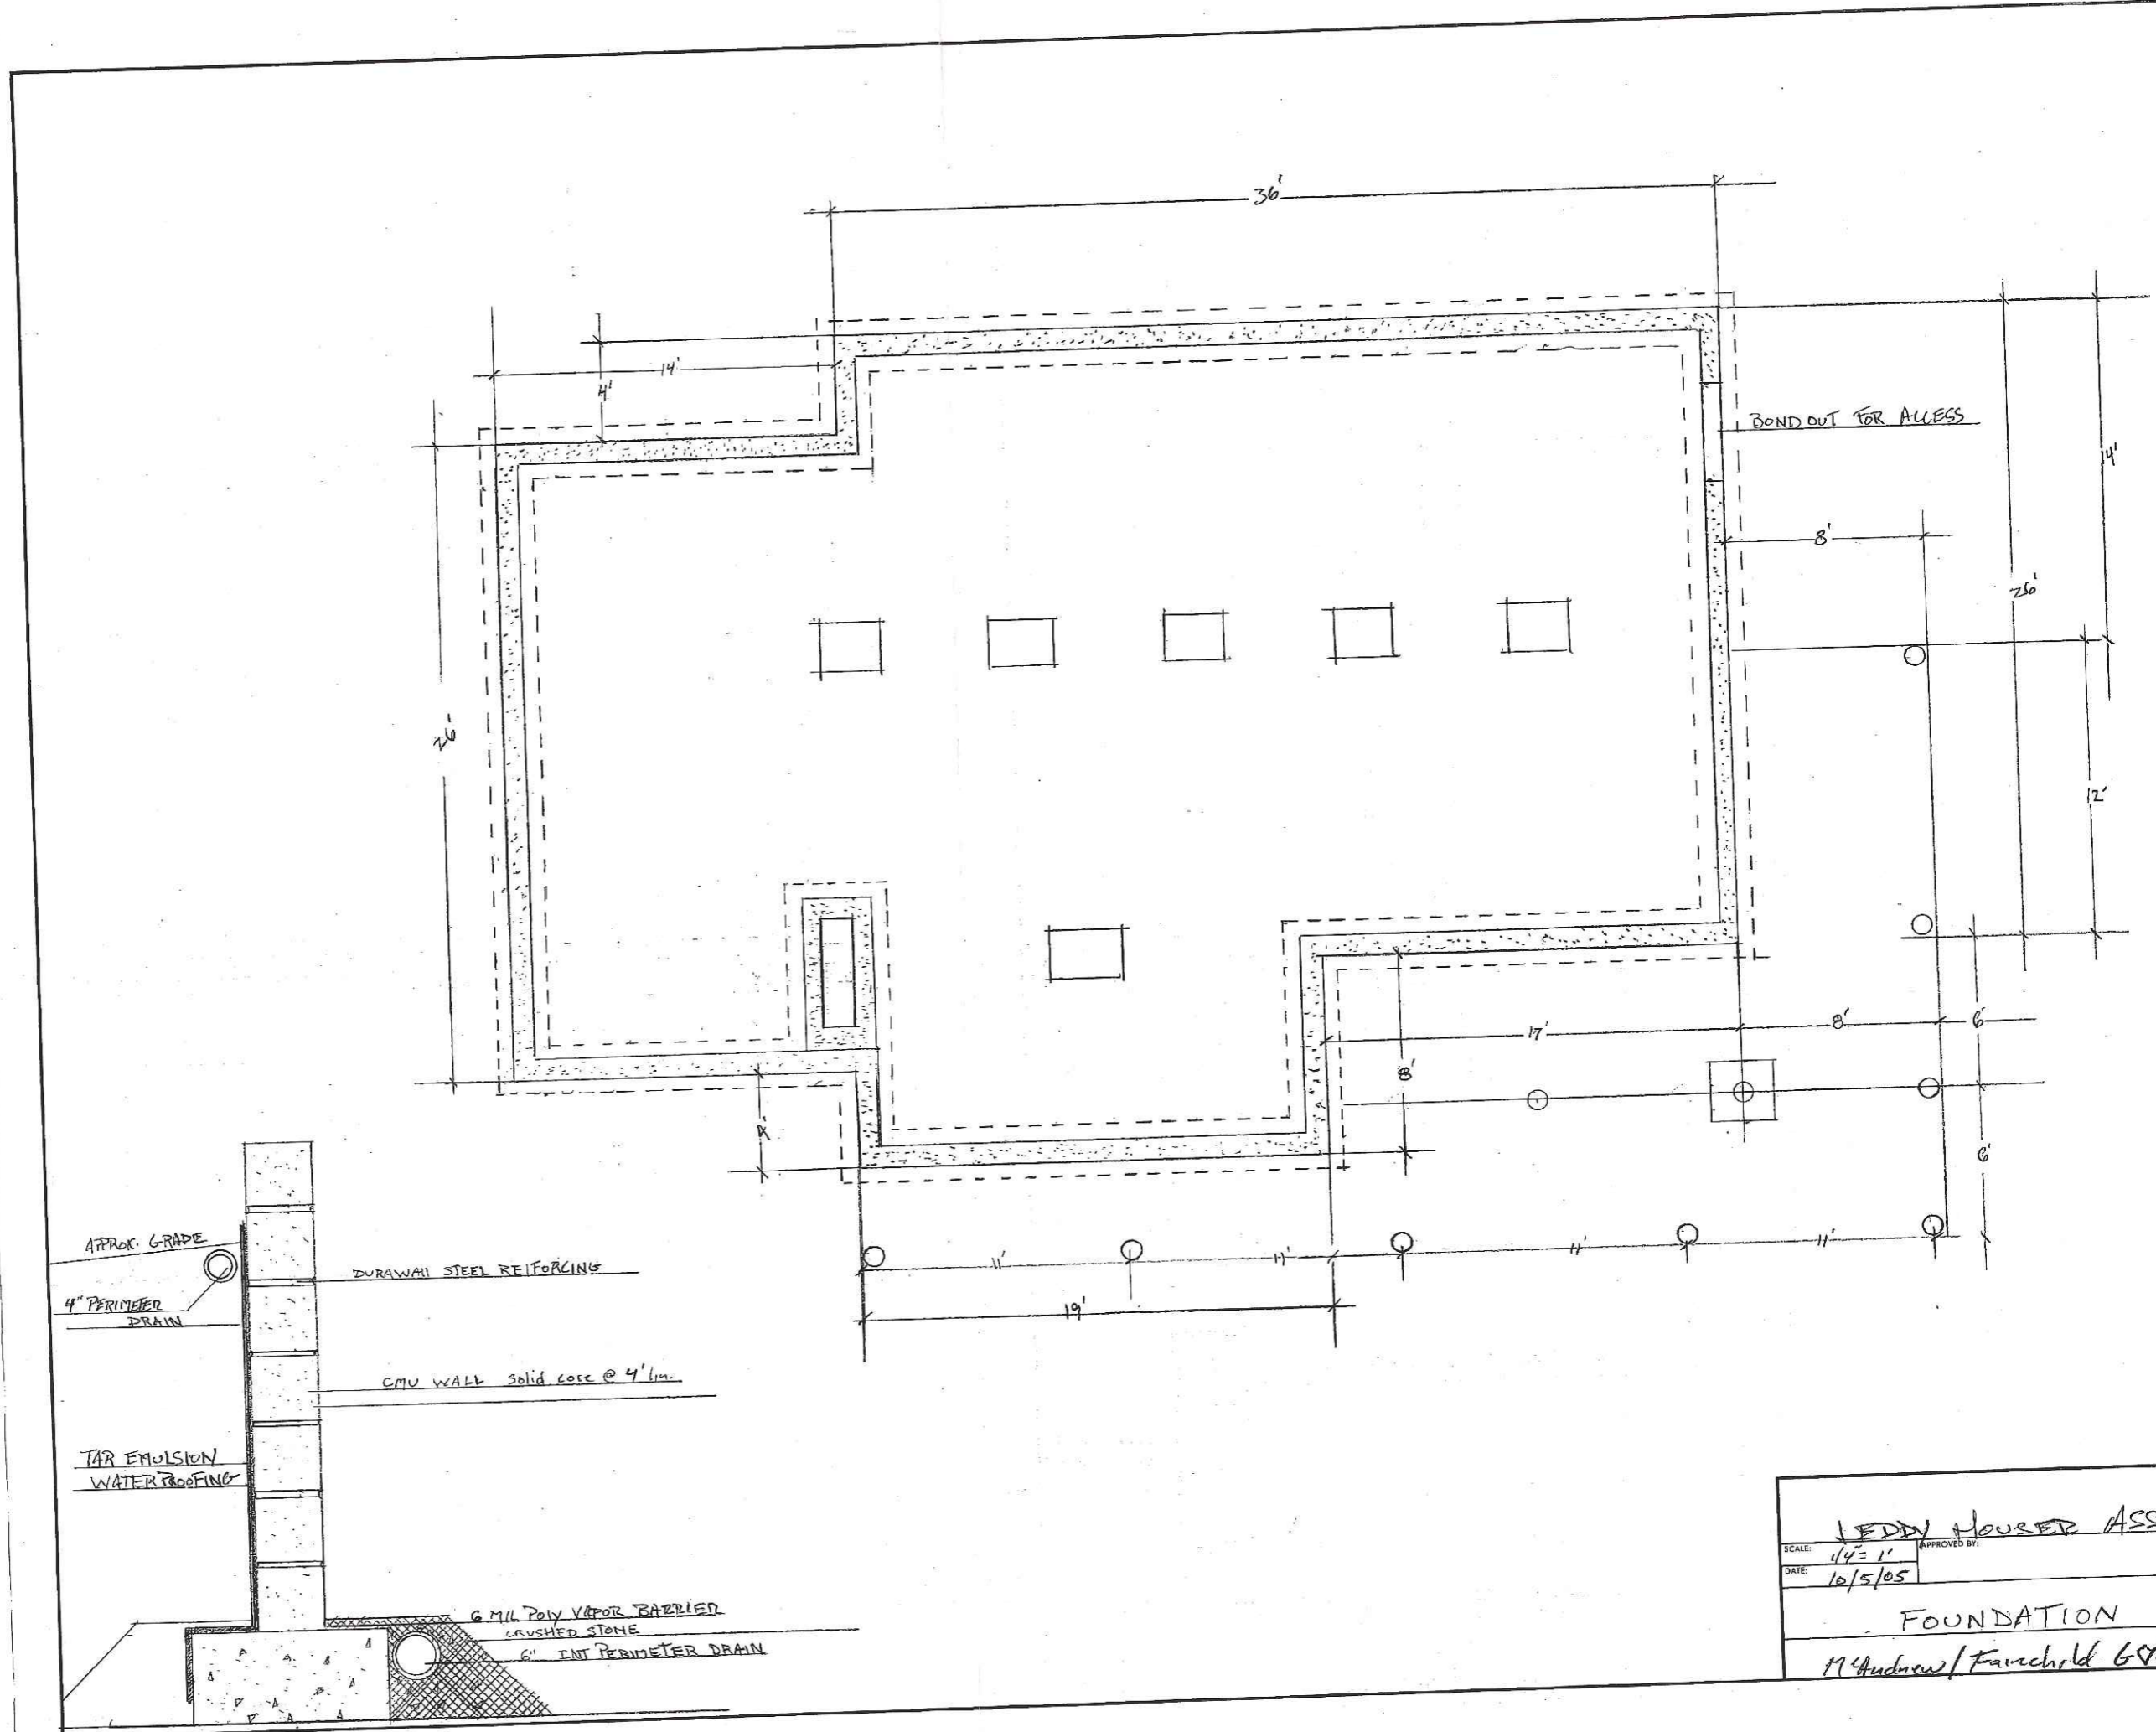 36'
14'
4'
BOND OUT FOR ACCESS
14'
8'
26'
26'
12'
17'
8'
6'
8'
4'
6'
11'
11'
11'
11'
19'
APPROX. GRADE
4" PERIMETER
DRAIN
DURAWALL STEEL REIFORCING
CMU WALL solid core @ 4' lin.
TAR EMULSION
WATERPROOFING
6 MIL POLY VAPOR BARRIER
CRUSHED STONE
6" INT PERIMETER DRAIN
HOUSER ASS
SCALE: 1/4" = 1'
APPROVED BY:
DATE: 10/5/05
FOUNDATION
McAndrew / Fairchild